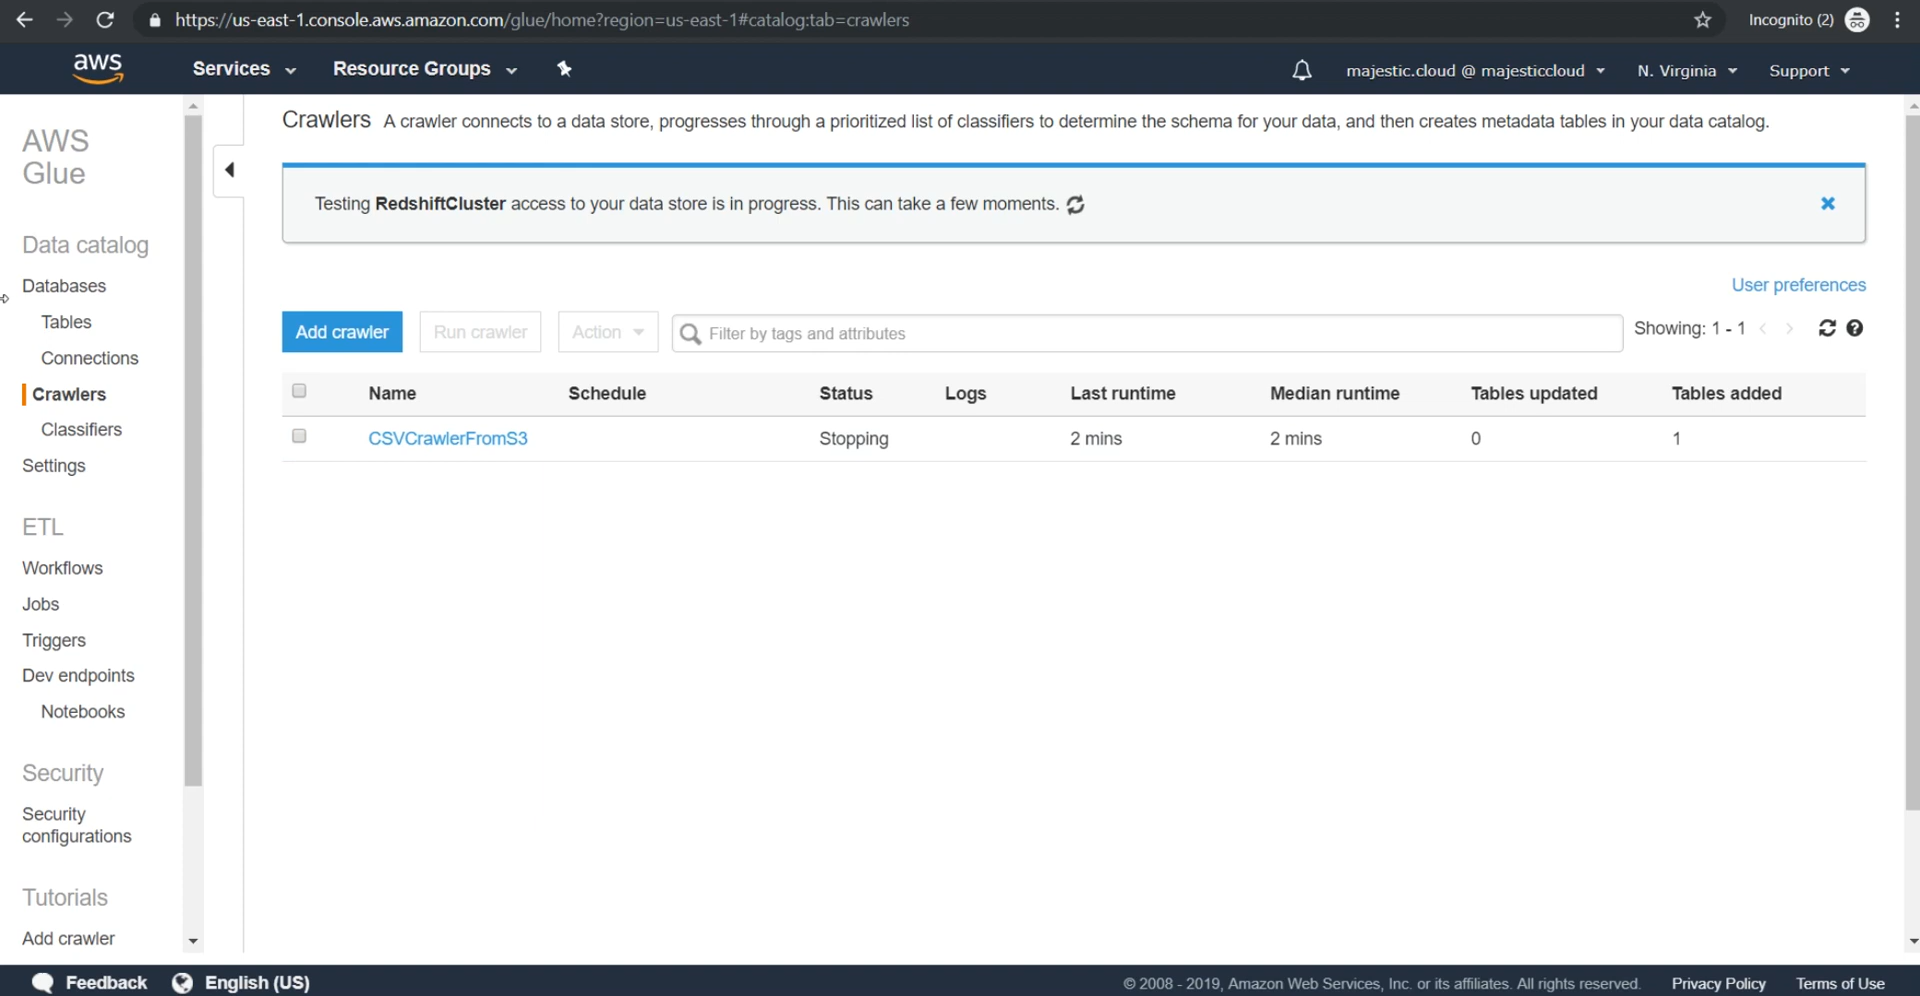 https://us-east-1.console.aws.amazon.com/glue/home?region=us-east-1#catalog:tab=crawlers
Incognito (2)
aws
Services
Resource Groups
majestic.cloud @ majesticcloud
N. Virginia
Support
AWS
Glue
Data catalog
Databases
Tables
Connections
Crawlers
Classifiers
Settings
ETL
Workflows
Jobs
Triggers
Dev endpoints
Notebooks
Security
Security
configurations
Tutorials
Add crawler
Crawlers A crawler connects to a data store, progresses through a prioritized list of classifiers to determine the schema for your data, and then creates metadata tables in your data catalog.
Testing RedshiftCluster access to your data store is in progress. This can take a few moments.
User preferences
Add crawler
Run crawler
Action
Filter by tags and attributes
Showing: 1 - 1
Name Schedule Status Logs Last runtime Median runtime Tables updated Tables added
CSVCrawlerFromS3 Stopping 2 mins 2 mins 0 1
Feedback
English (US)
© 2008 - 2019, Amazon Web Services, Inc. or its affiliates. All rights reserved.
Privacy Policy
Terms of Use